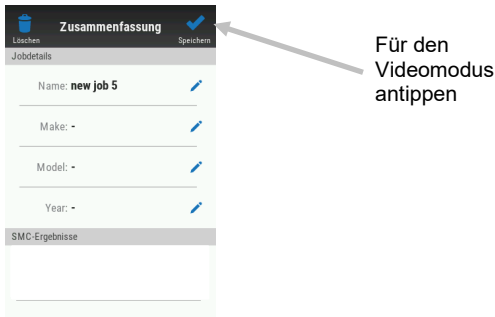 Zusammenfassung
Löschen
Speichern
Jobdetails
Name: new job 5
Make: -
Model: -
Year: -
SMC-Ergebnisse
Für den
Videomodus
antippen